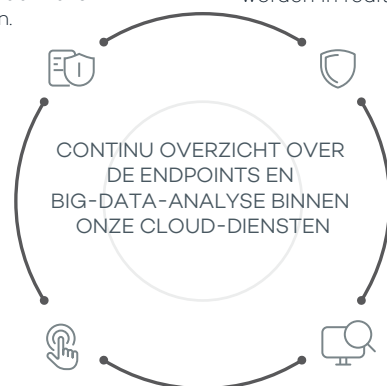 n.
CONTINU OVERZICHT OVER
DE ENDPOINTS EN
BIG-DATA-ANALYSE BINNEN
ONZE CLOUD-DIENSTEN